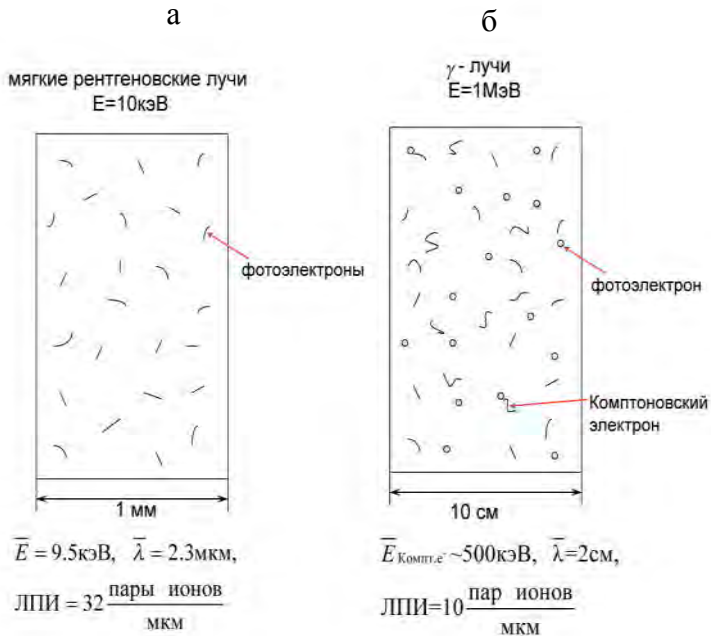 а
мягкие рентгеновские лучи
E=10кэВ
фотоэлектроны
1 мм
E̅ = 9.5кэВ, λ̅ = 2.3мкм,
ЛПИ = 32 пары ионов
мкм
б
γ - лучи
E=1МэВ
фотоэлектрон
Комптоновский
электрон
10 см
E̅ Компт.e- ~500кэВ, λ̅=2см,
ЛПИ=10 пар ионов
мкм